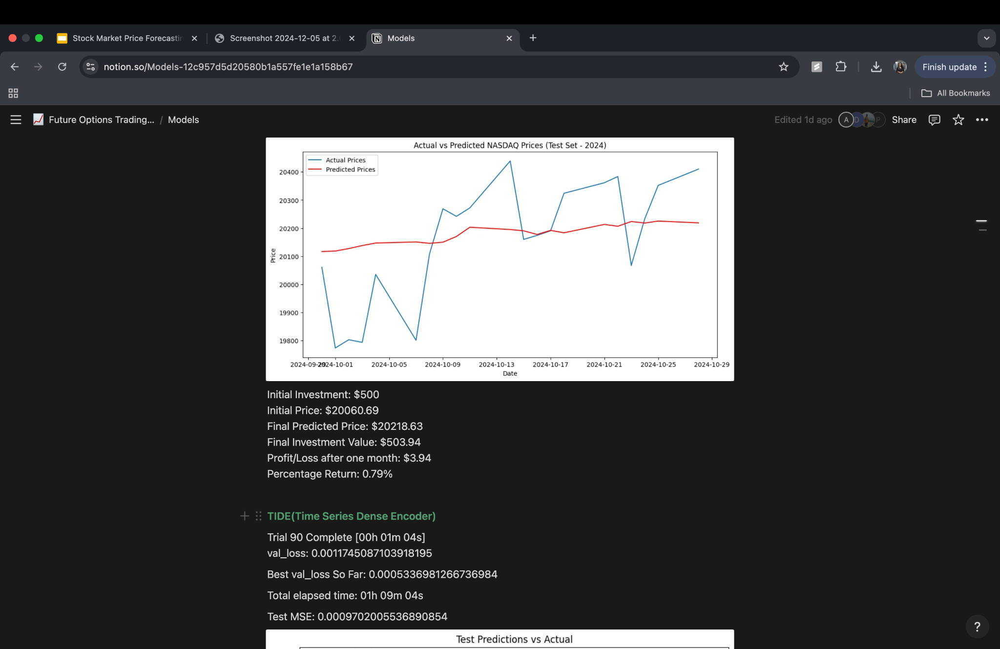 Stock Market Price Forecastin
Screenshot 2024-12-05 at 2.
Models
notion.so/Models-12c957d5d20580b1a557fe1e1a158b67
Finish update
All Bookmarks
Future Options Trading... / Models
Edited 1d ago
A D P
Share
Actual vs Predicted NASDAQ Prices (Test Set - 2024)
Actual Prices
Predicted Prices
20400
20300
20200
20100
20000
19900
19800
Price
2024-09-29 2024-10-01 2024-10-05 2024-10-09 2024-10-13 2024-10-17 2024-10-21 2024-10-25 2024-10-29
Date
Initial Investment: $500
Initial Price: $20060.69
Final Predicted Price: $20218.63
Final Investment Value: $503.94
Profit/Loss after one month: $3.94
Percentage Return: 0.79%
TIDE(Time Series Dense Encoder)
Trial 90 Complete [00h 01m 04s]
val_loss: 0.0011745087103918195
Best val_loss So Far: 0.0005336981266736984
Total elapsed time: 01h 09m 04s
Test MSE: 0.0009702005536890854
Test Predictions vs Actual
?